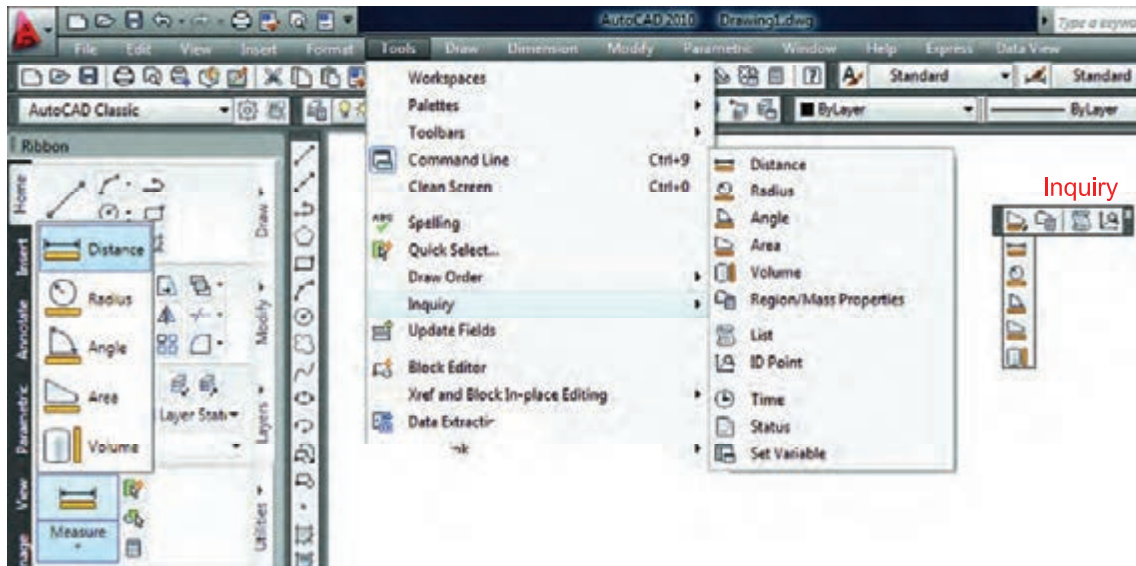 AutoCAD 2010 Drawing1.dwg
Type a keywo
File Edit View Insert Format Tools Draw Dimension Modify Parametric Window Help Express Data View
Standard Standard
AutoCAD Classic
ByLayer ByLayer
Ribbon
Home
Insert
Annotate
Parametric
View
Distance
Radius
Angle
Area
Volume
Measure
Draw
Modify
Layer Stat
Layers
Utilities
Workspaces
Palettes
Toolbars
Command Line Ctrl+9
Clean Screen Ctrl+0
ABC Spelling
Quick Select...
Draw Order
Inquiry
Update Fields
Block Editor
Xref and Block In-place Editing
Data Extractir
Distance
Radius
Angle
Area
Volume
Region/Mass Properties
List
ID Point
Time
Status
Set Variable
Inquiry